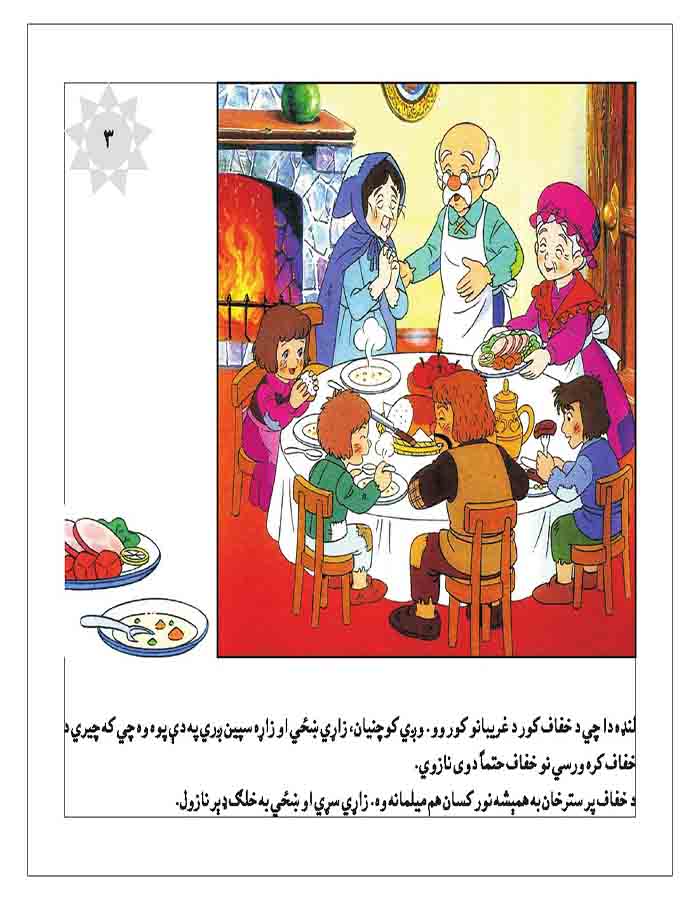 ۳
لنډه دا چي د خفاف کور د غریبانو کور وو. وږي کوچنیان، زاړي ښځي او زاړه سپین ږیري په دې پوه وه چي که چیري د
خفاف کره ورسي نو خفاف حتماً دوی نازوي.
د خفاف پر سترخان به همېشه نور کسان هم میلمانه وه. زاړي سړي او ښځي به خلګ ډېر نازول.